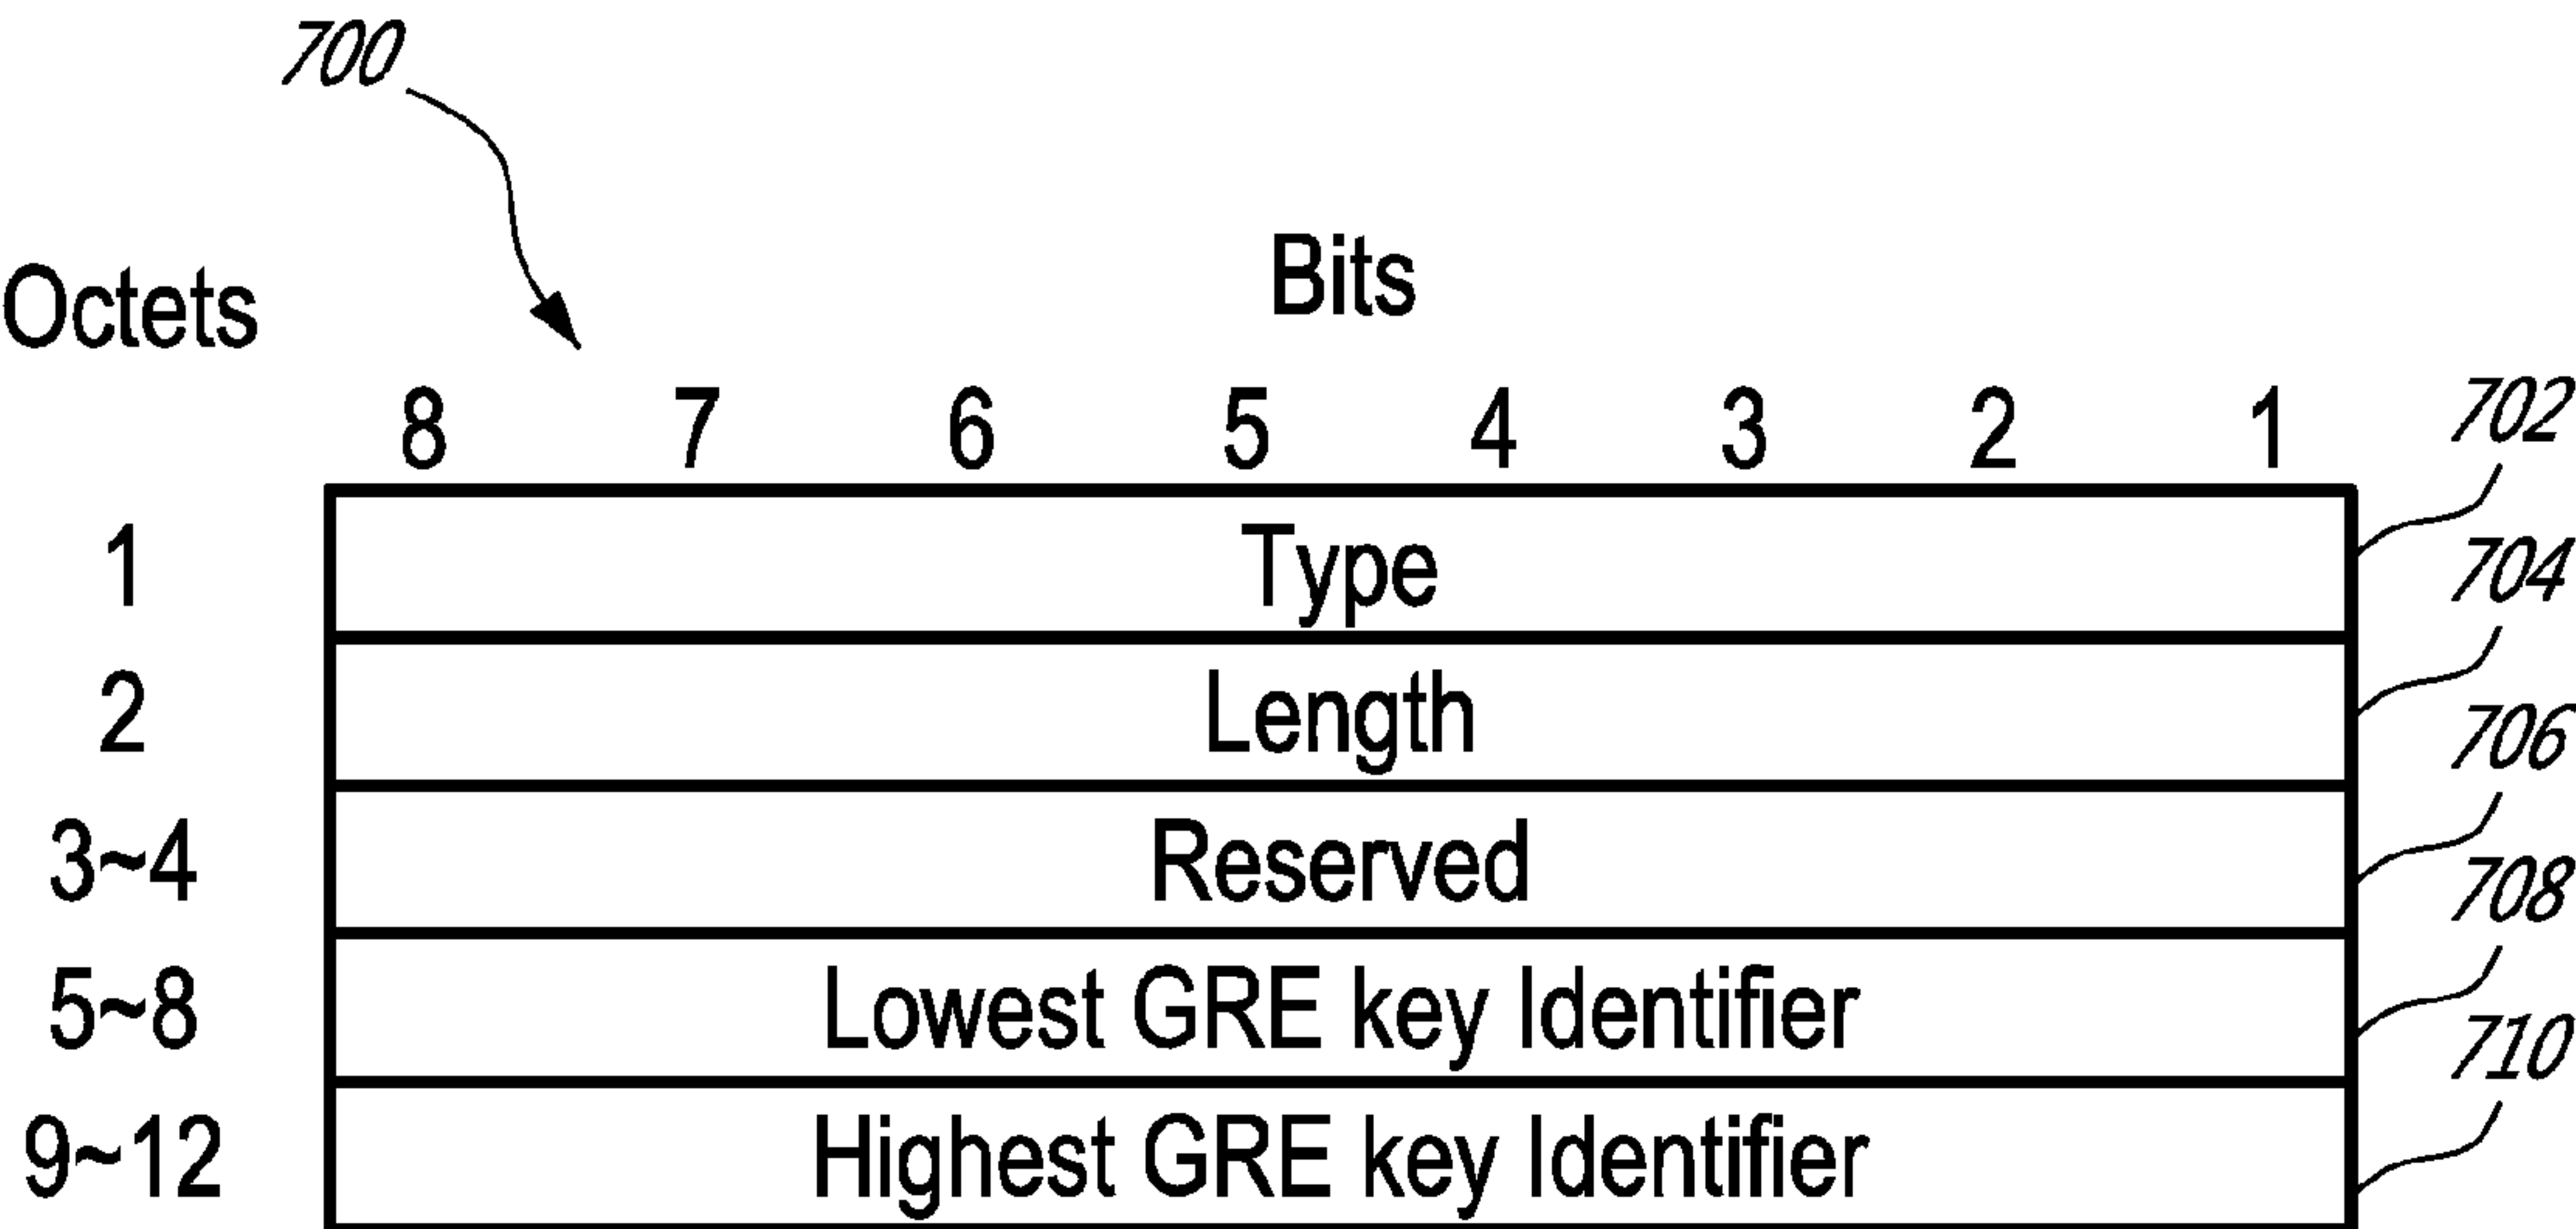 700
Octets
Bits
8 7 6 5 4 3 2 1
702
1 Type
704
2 Length
706
3~4 Reserved
708
5~8 Lowest GRE key Identifier
710
9~12 Highest GRE key Identifier